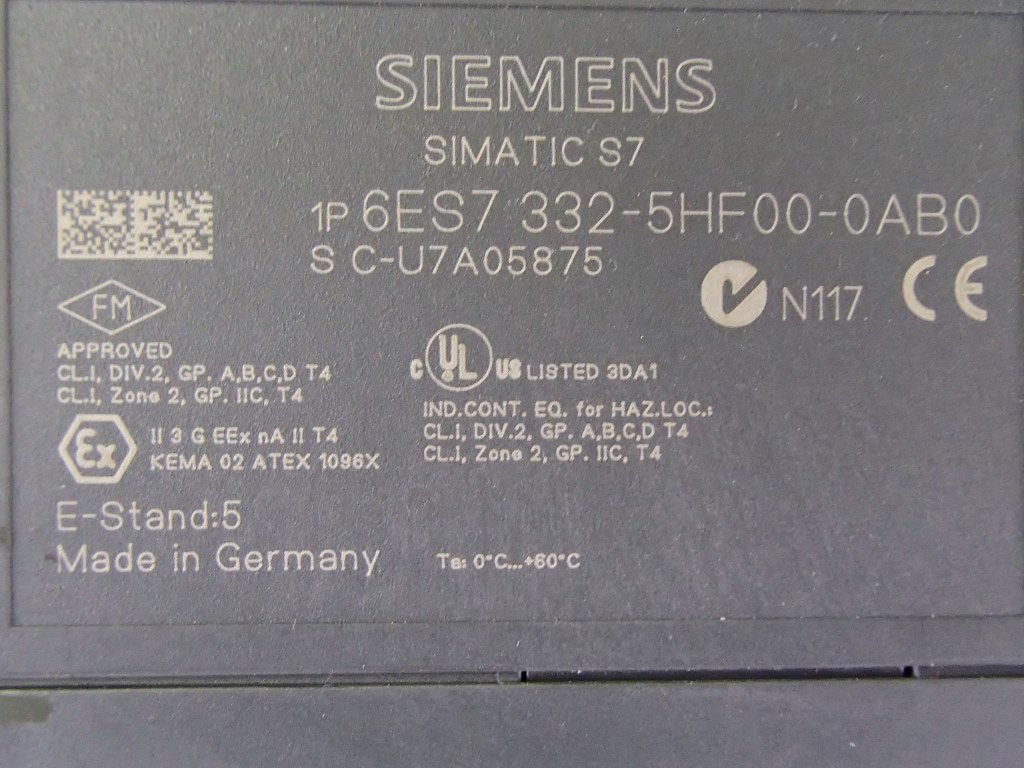 SIEMENS
SIMATIC S7
1P 6ES7 332-5HF00-0AB0
S C-U7A05875
N117
CE
FM
APPROVED
CL.I, DIV.2, GP. A,B,C,D T4
CL.I, Zone 2, GP. IIC, T4
C UL US LISTED 3DA1
IND.CONT. EQ. for HAZ.LOC.:
CL.I, DIV.2, GP. A,B,C,D T4
CL.I, Zone 2, GP. IIC, T4
Ex II 3 G EEx nA II T4
KEMA 02 ATEX 1096X
E-Stand:5
Made in Germany
Ta: 0°C...+60°C